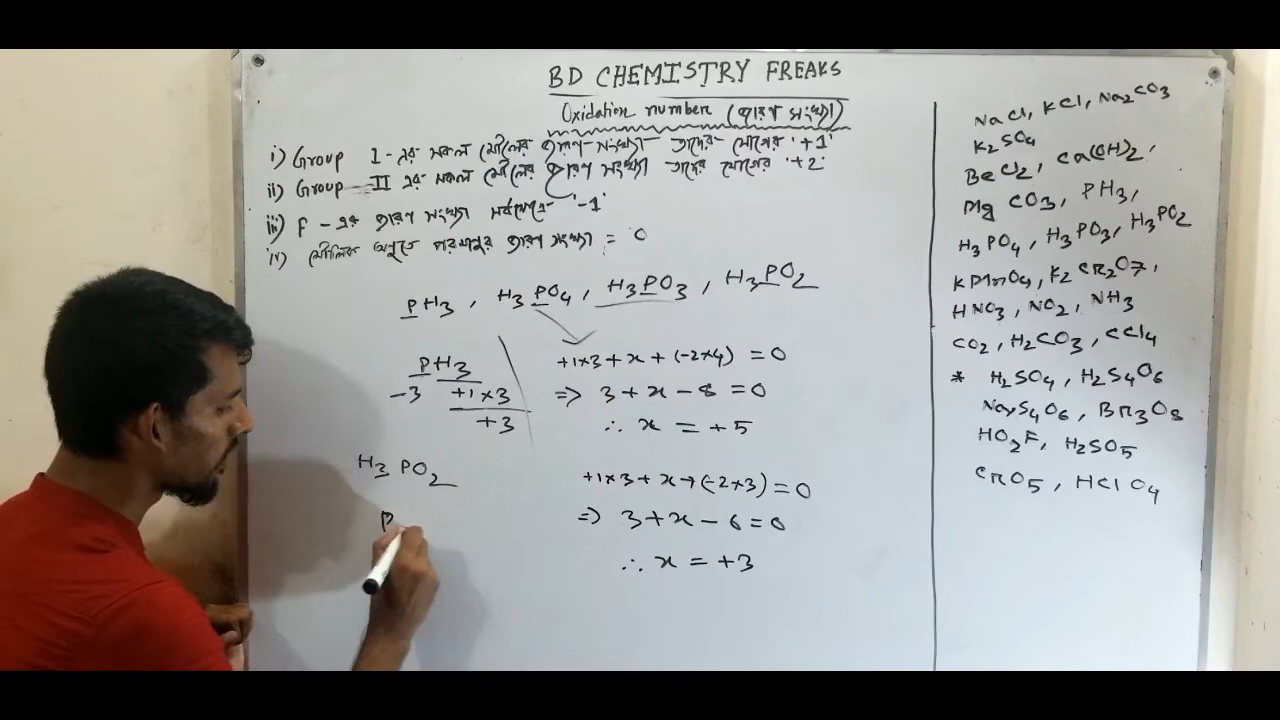 BD CHEMISTRY FREAKS
Oxidation number (জারণ সংখ্যা)
i) Group I-এর সকল মৌলের জারণ সংখ্যা তাদের যৌগের '+1'
ii) Group II এর সকল মৌলের জারণ সংখ্যা তাদের যৌগের '+2'
iii) F-এর জারণ সংখ্যা সর্বক্ষেত্রে '-1'
iv) মৌলিক অণুতে পরমাণুর জারণ সংখ্যা = 0
PH3, H3PO4, H3PO3, H3PO2
PH3
-3 +1×3
+3
H3PO2
P
+1×3+x+(-2×4) = 0
=> 3+x-8=0
∴ x = +5
+1×3+x+(-2×3)=0
=> 3+x-6=0
∴ x = +3
NaCl, KCl, Na2CO3
K2SO4
BeCl2, Ca(OH)2,
Mg CO3, PH3,
H3PO4, H3PO3, H3PO2
KMnO4, K2CR2O7,
HNO3, NO2, NH3
CO2, H2CO3, CCl4
* H2SO4, H2S4O6
S4O6, BR3O8
HO2F, H2SO5
CRO5, HClO4